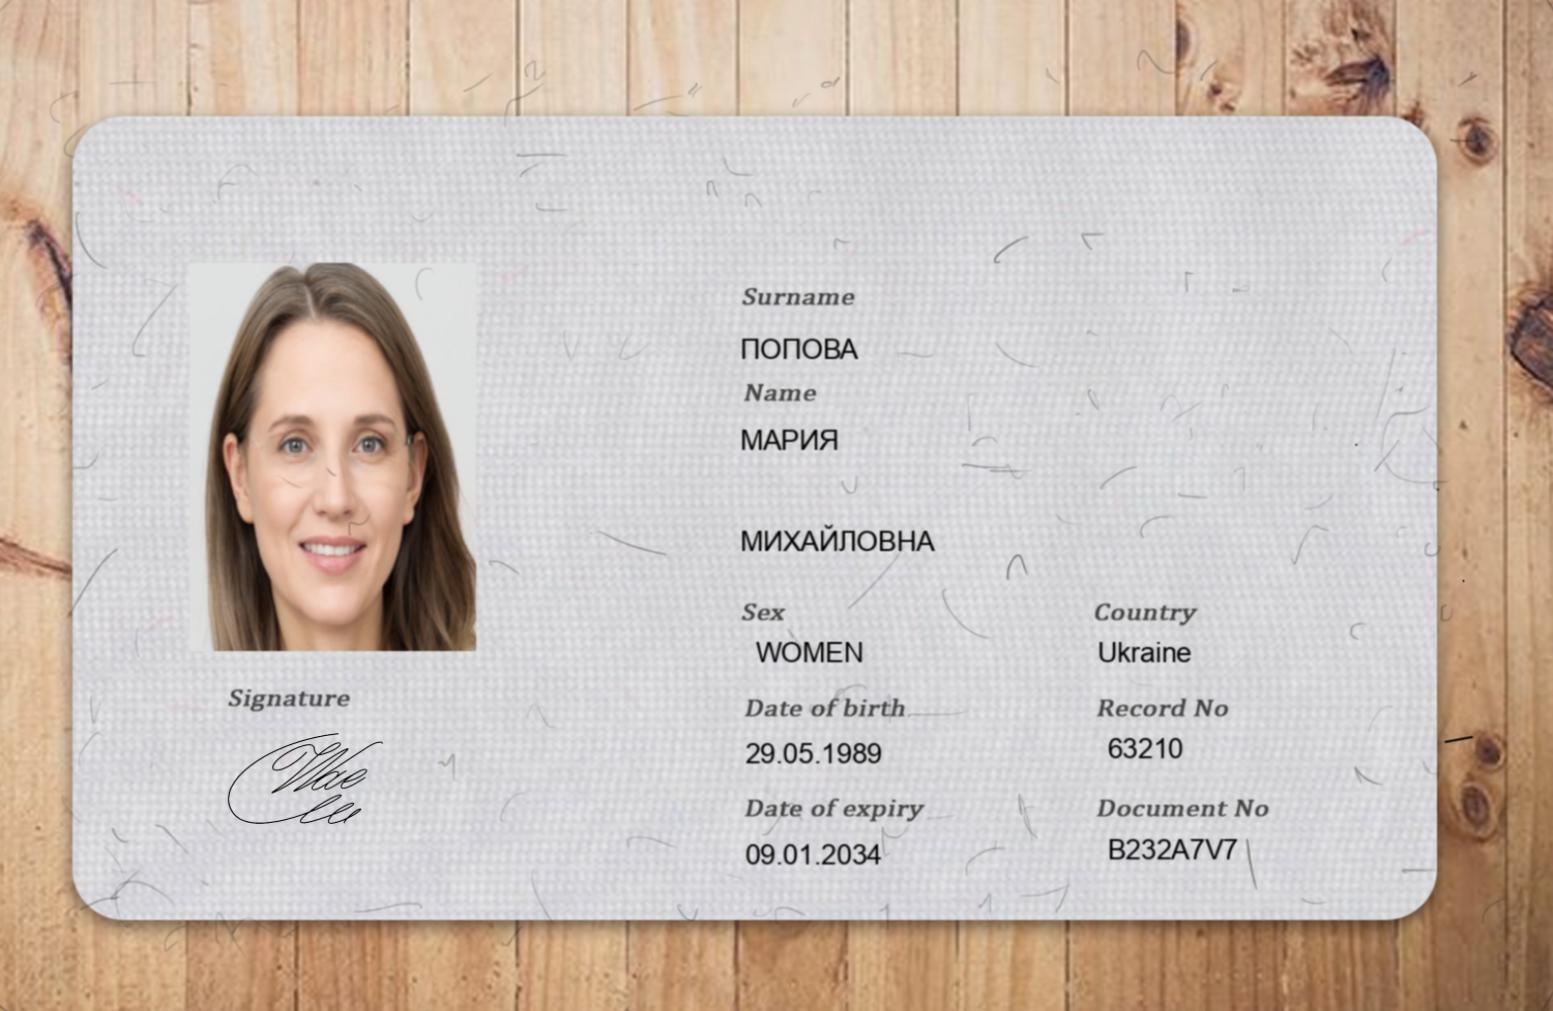 Surname
ПОПОВА
Name
МАРИЯ
МИХАЙЛОВНА
Sex
Country
WOMEN
Ukraine
Date of birth
Record No
29.05.1989
63210
Date of expiry
Document No
09.01.2034
B232A7V7
Signature